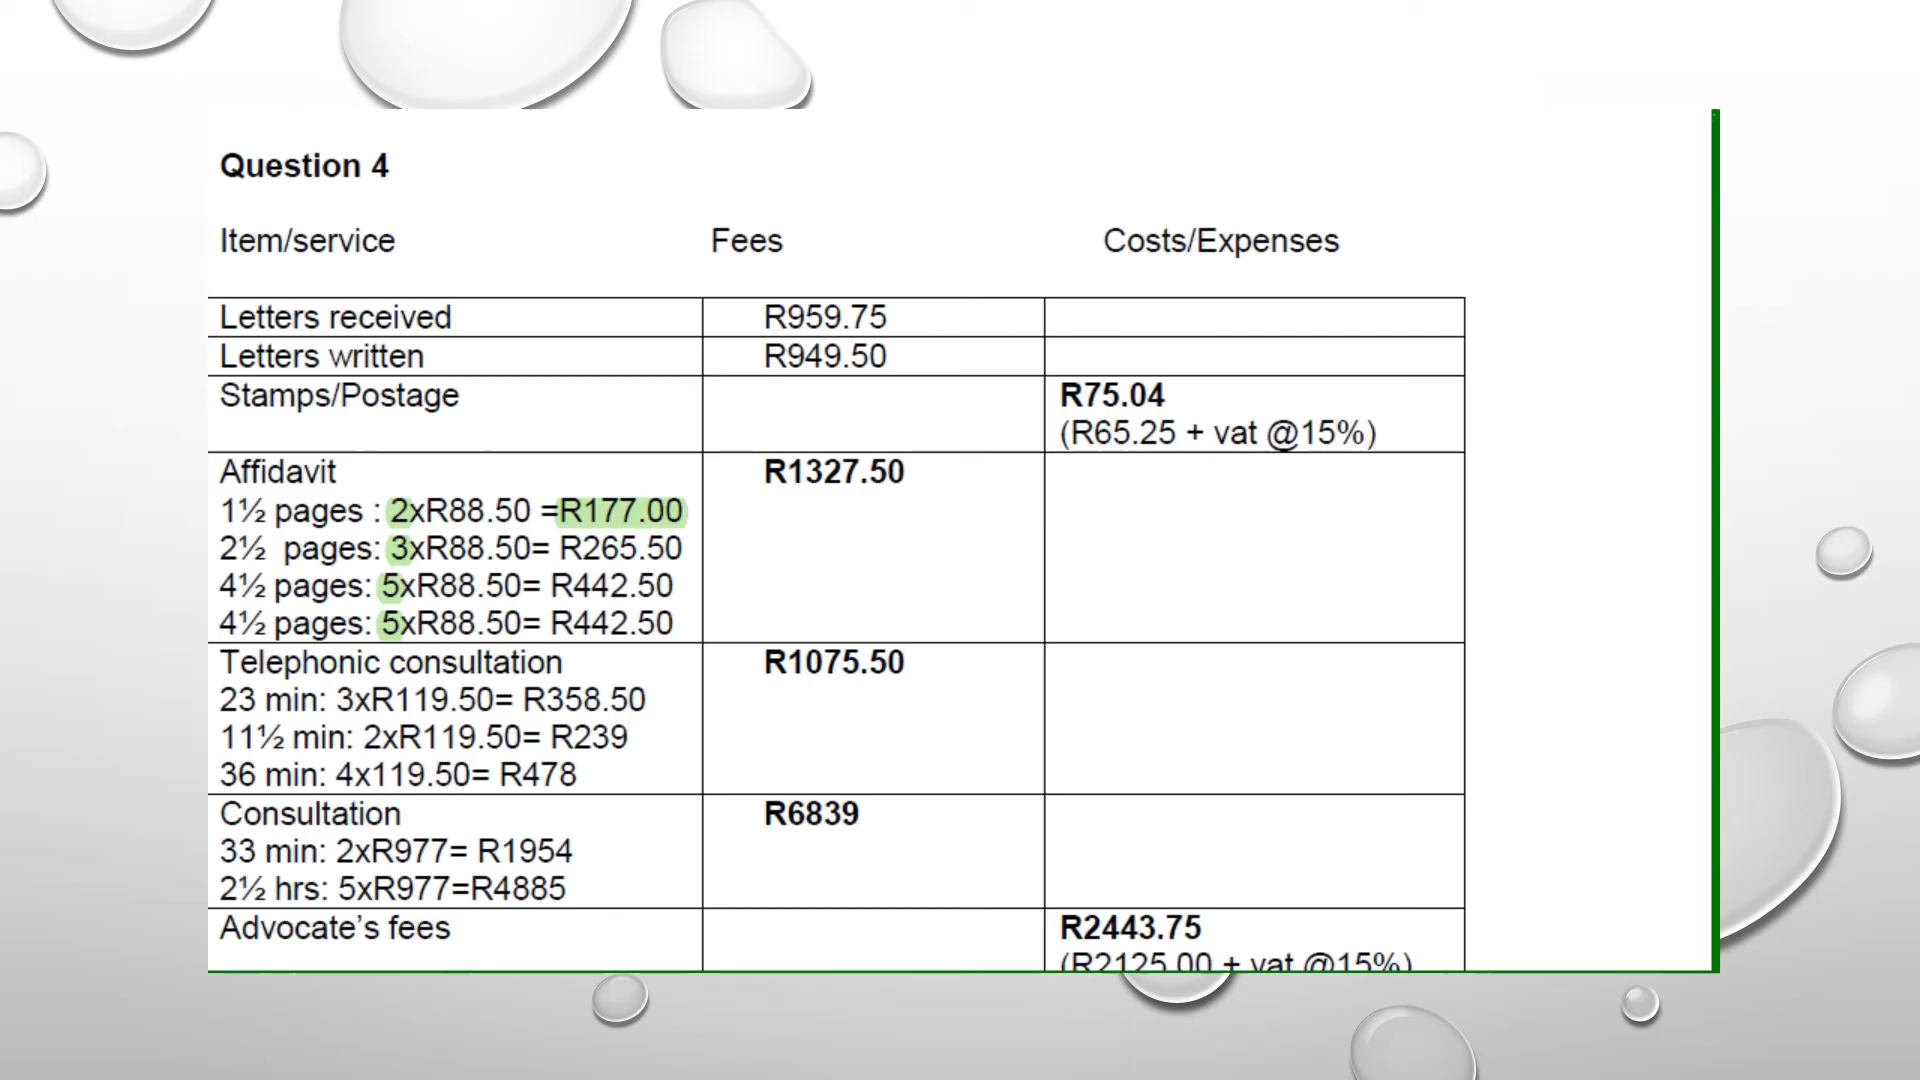 Question 4
Item/service Fees Costs/Expenses
Letters received R959.75
Letters written R949.50
Stamps/Postage R75.04
(R65.25 + vat @15%)
Affidavit R1327.50
1½ pages : 2xR88.50 =R177.00
2½ pages: 3xR88.50= R265.50
4½ pages: 5xR88.50= R442.50
4½ pages: 5xR88.50= R442.50
Telephonic consultation R1075.50
23 min: 3xR119.50= R358.50
11½ min: 2xR119.50= R239
36 min: 4x119.50= R478
Consultation R6839
33 min: 2xR977= R1954
2½ hrs: 5xR977=R4885
Advocate’s fees R2443.75
(R2125.00 + vat @15%)